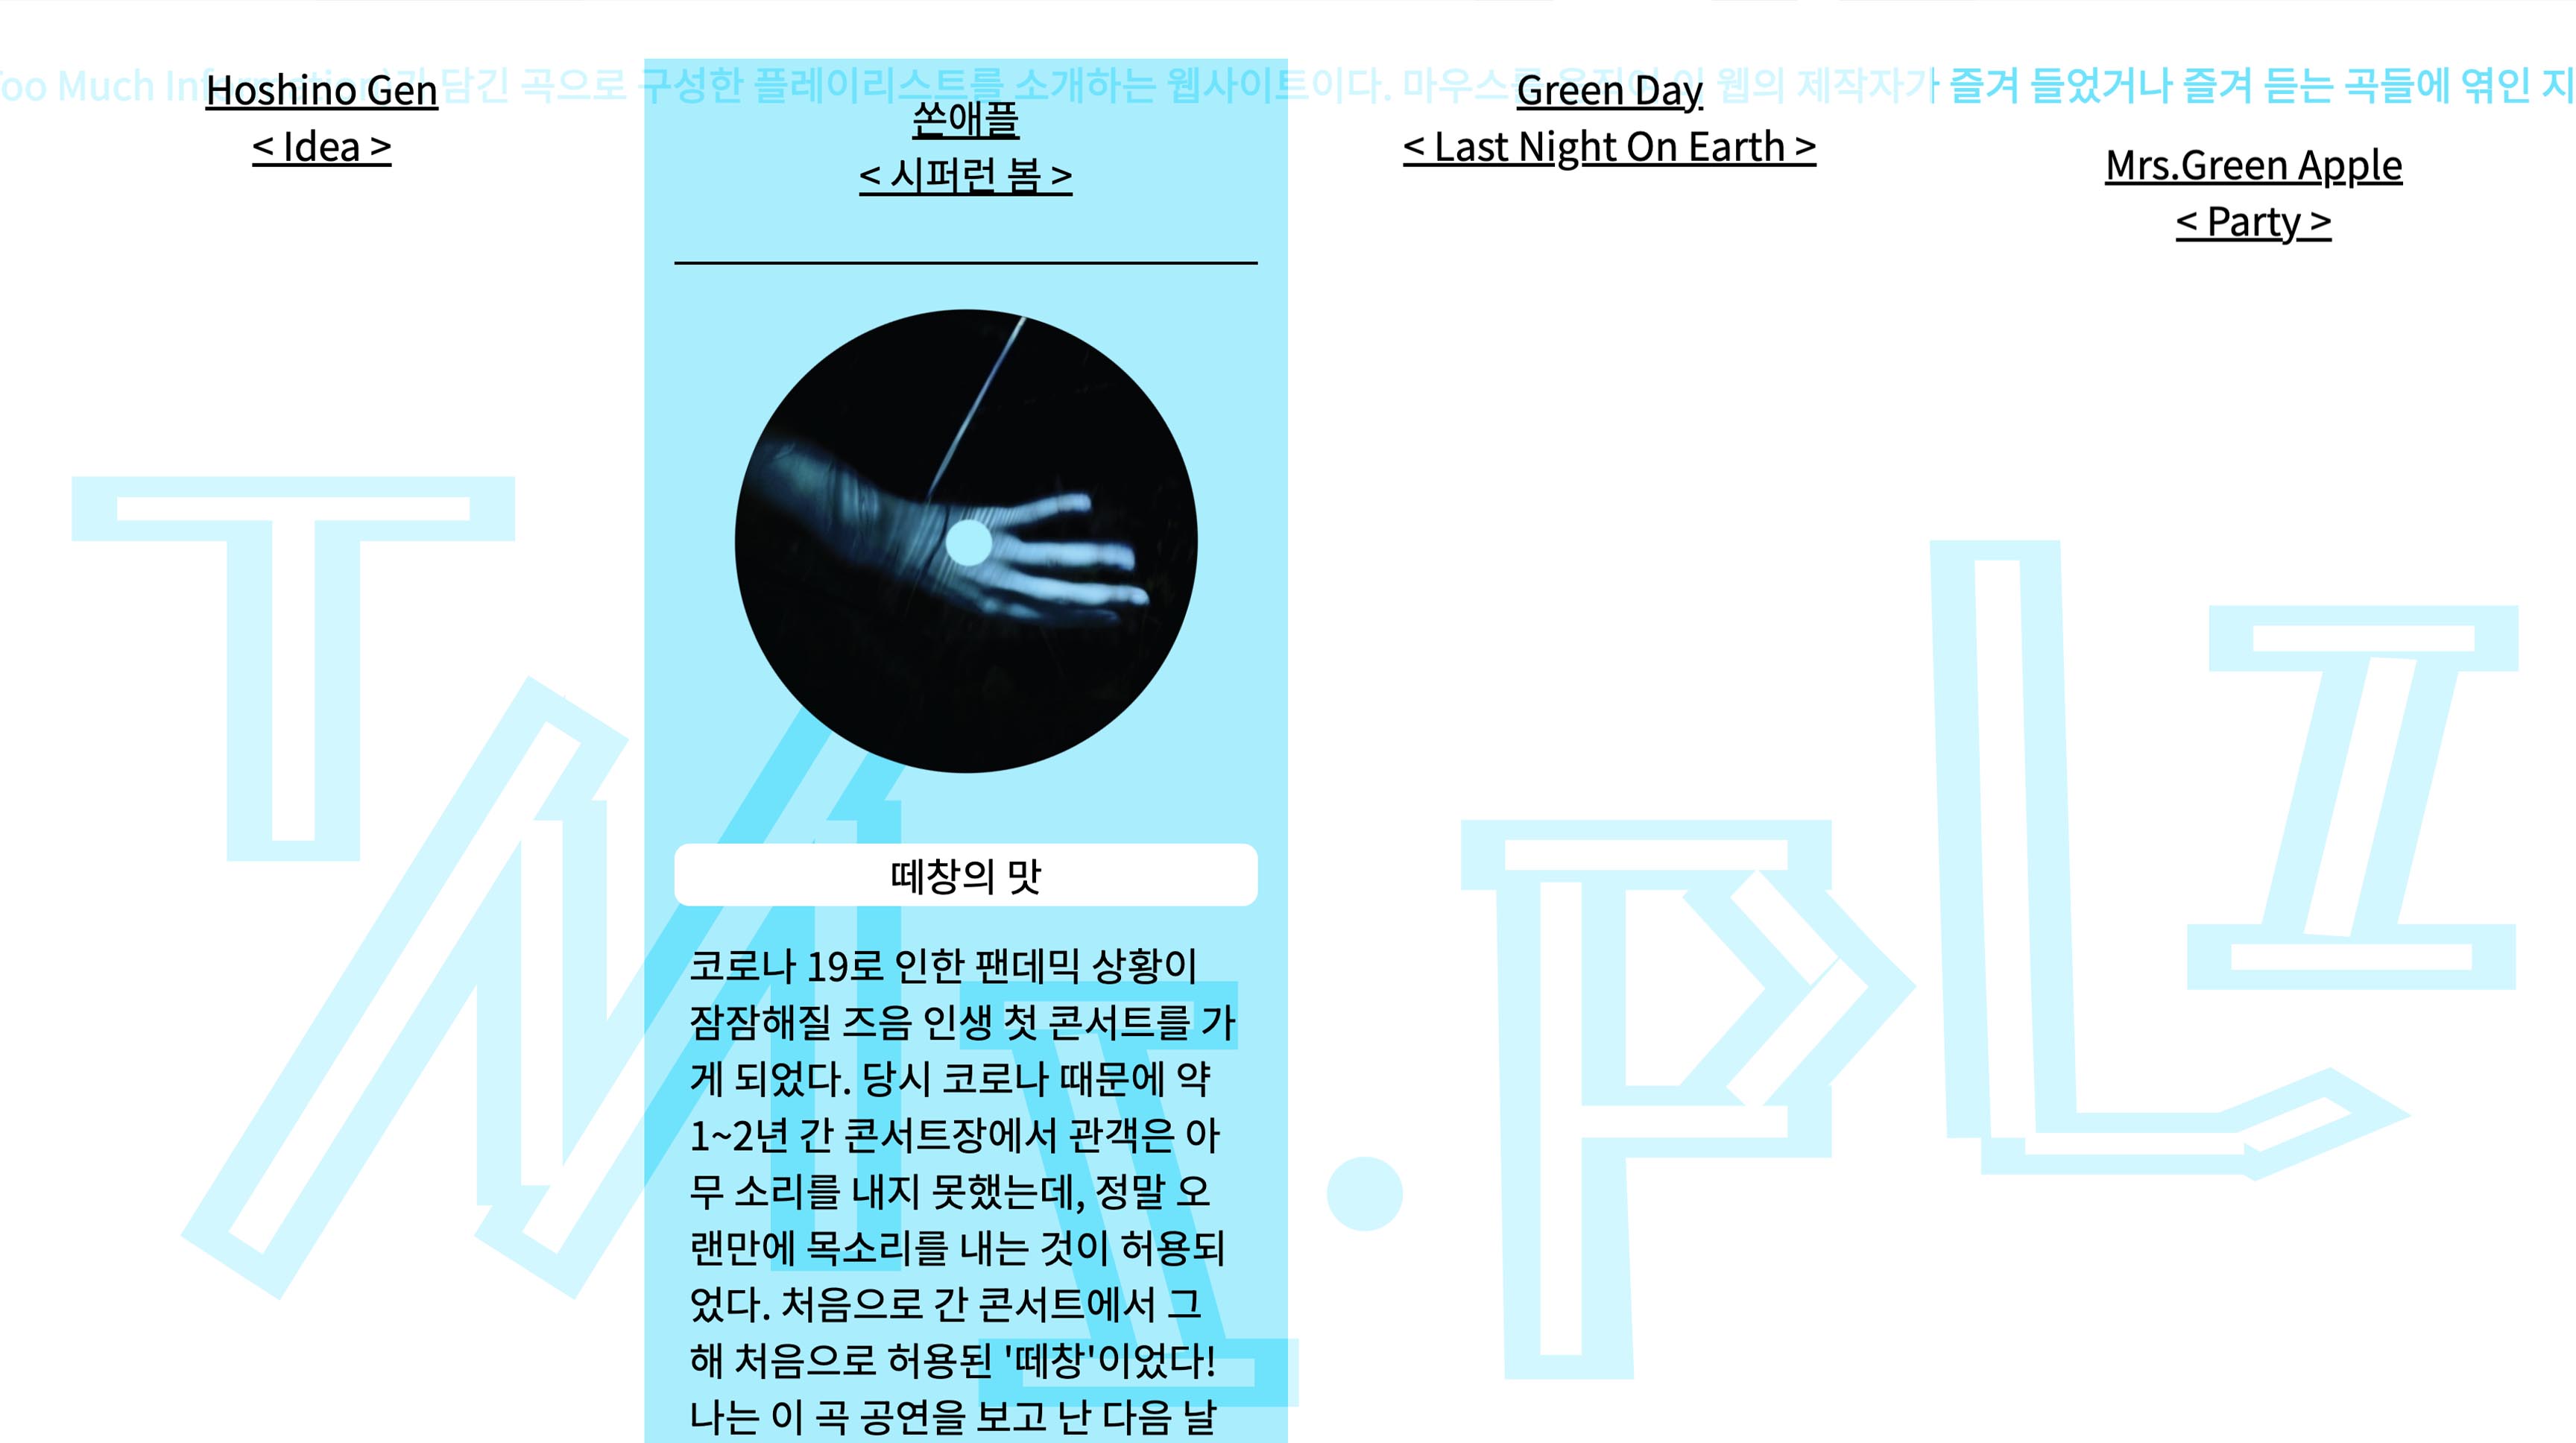 Too Much Information'가 담긴 곡으로 구성한 플레이리스트를 소개하는 웹사이트이다. 마우스를 움직여 이 웹의 제작자가 즐겨 들었거나 즐겨 듣는 곡들에 엮인 지
Hoshino Gen
< Idea >
쏜애플
< 시퍼런 봄 >
Green Day
< Last Night On Earth >
Mrs.Green Apple
< Party >
떼창의 맛
코로나 19로 인한 팬데믹 상황이
잠잠해질 즈음 인생 첫 콘서트를 가
게 되었다. 당시 코로나 때문에 약
1~2년 간 콘서트장에서 관객은 아
무 소리를 내지 못했는데, 정말 오
랜만에 목소리를 내는 것이 허용되
었다. 처음으로 간 콘서트에서 그
해 처음으로 허용된 '떼창'이었다!
나는 이 곡 공연을 보고 난 다음 날
TMI.PLI